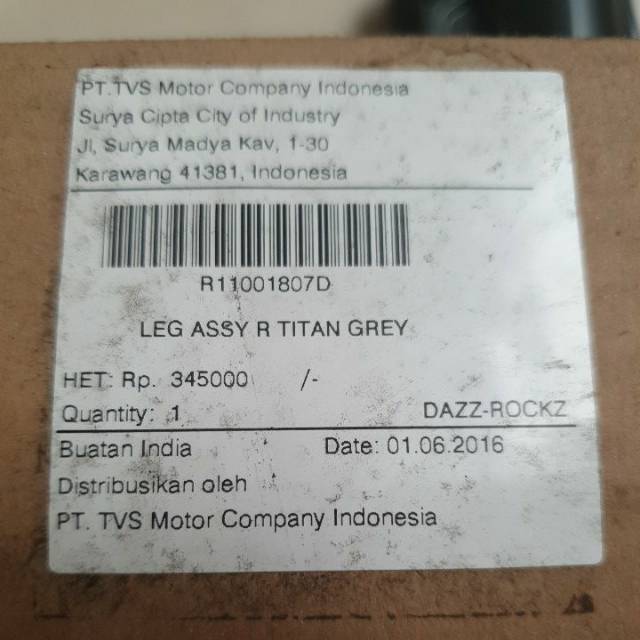 PT.TVS Motor Company Indonesia
Surya Cipta City of Industry
Jl, Surya Madya Kav, 1-30
Karawang 41381, Indonesia
R11001807D
LEG ASSY R TITAN GREY
HET: Rp. 345000 /-
Quantity: 1 DAZZ-ROCKZ
Buatan India Date: 01.06.2016
Distribusikan oleh
PT. TVS Motor Company Indonesia